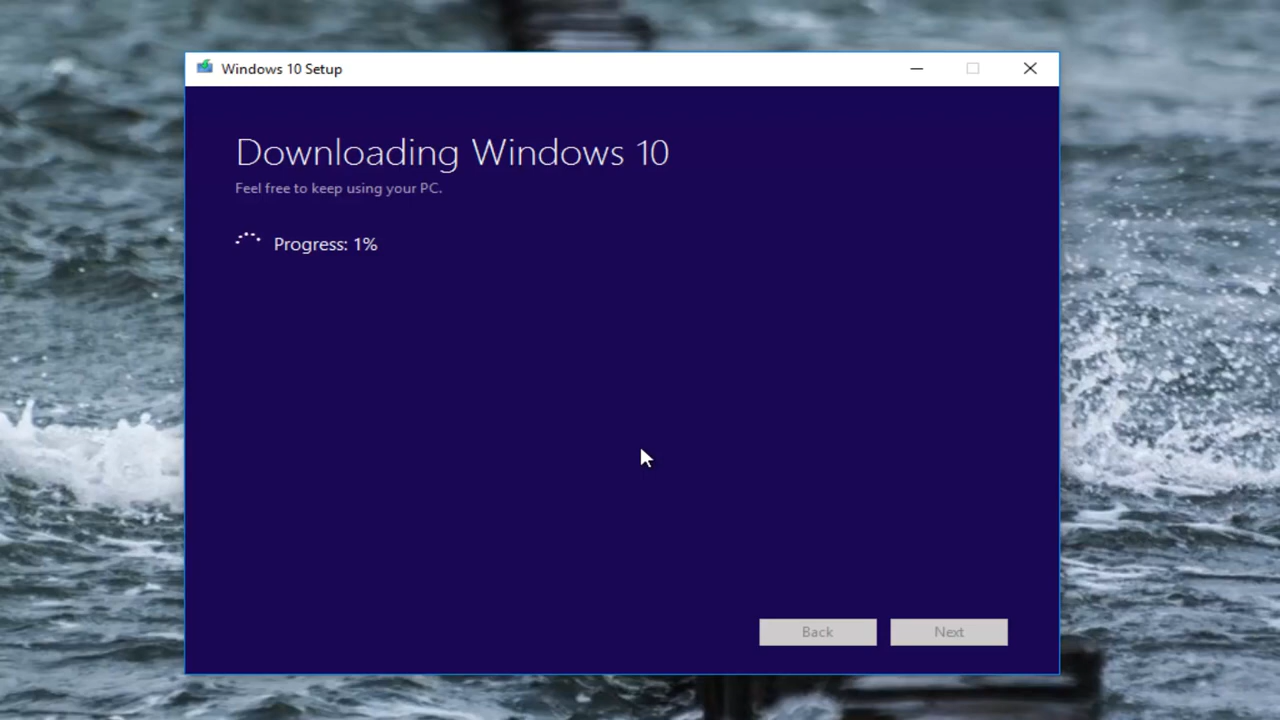 Windows 10 Setup
Downloading Windows 10
Feel free to keep using your PC.
Progress: 1%
Back
Next